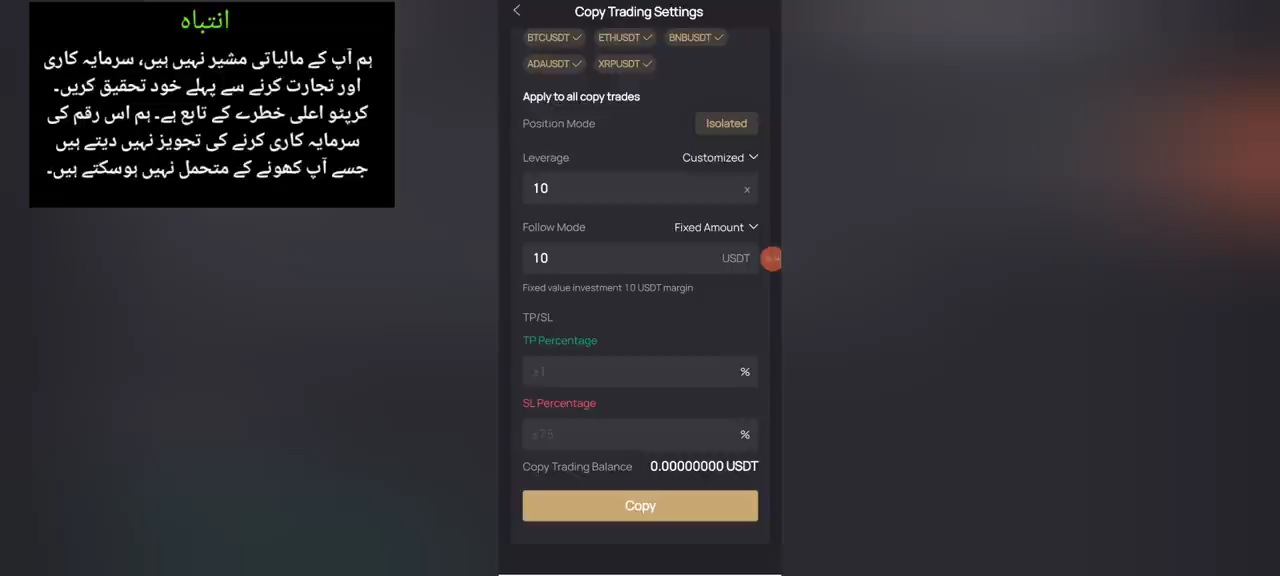 انتباہ
ہم آپ کے مالیاتی مشیر نہیں ہیں، سرمایہ کاری
اور تجارت کرنے سے پہلے خود تحقیق کریں۔
کرپٹو اعلی خطرے کے تابع ہے۔ ہم اس رقم کی
سرمایہ کاری کرنے کی تجویز نہیں دیتے ہیں
جسے آپ کھونے کے متحمل نہیں ہوسکتے ہیں۔
Copy Trading Settings
BTCUSDT ETHUSDT BNBUSDT
ADAUSDT XRPUSDT
Apply to all copy trades
Position Mode Isolated
Leverage Customized
10 x
Follow Mode Fixed Amount
10 USDT
Fixed value investment 10 USDT margin
TP/SL
TP Percentage
≥1 %
SL Percentage
≤75 %
Copy Trading Balance 0.00000000 USDT
Copy